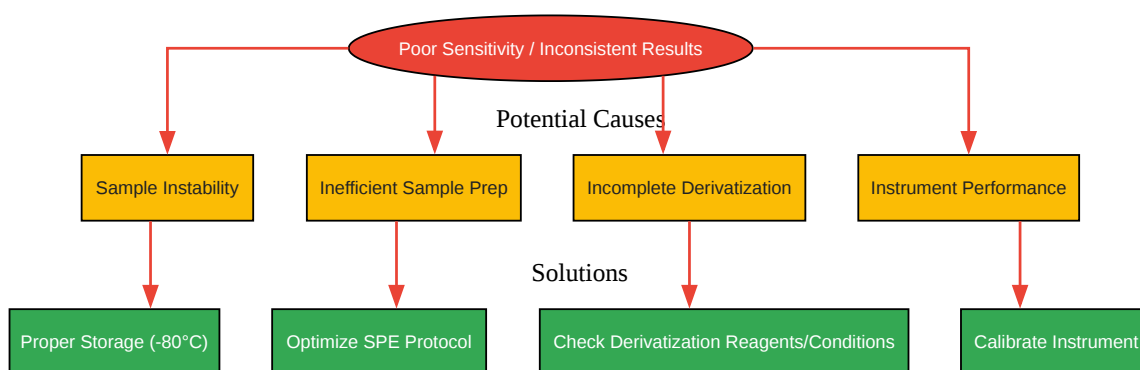 Poor Sensitivity / Inconsistent Results
Potential Causes
Sample Instability
Inefficient Sample Prep
Incomplete Derivatization
Instrument Performance
Solutions
Proper Storage (-80°C)
Optimize SPE Protocol
Check Derivatization Reagents/Conditions
Calibrate Instrument